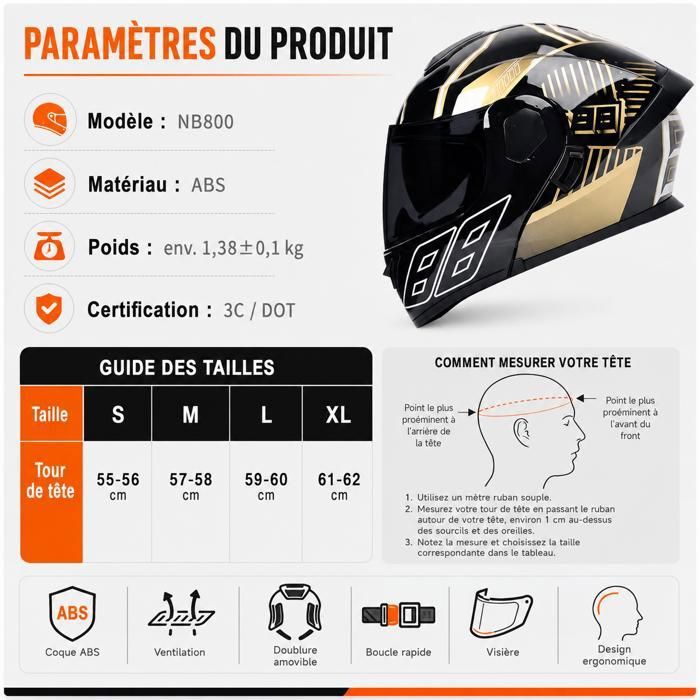 PARAMÈTRES DU PRODUIT
Modèle : NB800
Matériau : ABS
Poids : env. 1,38±0,1 kg
Certification : 3C / DOT
88
88
GUIDE DES TAILLES
Taille S M L XL
Tour de tête 55-56 cm 57-58 cm 59-60 cm 61-62 cm
COMMENT MESURER VOTRE TÊTE
Point le plus
proéminent à
l'arrière de
la tête
Point le plus
proéminent à
l'avant du
front
1. Utilisez un mètre ruban souple.
2. Mesurez votre tour de tête en passant le ruban
autour de votre tête, environ 1 cm au-dessus
des sourcils et des oreilles.
3. Notez la mesure et choisissez la taille
correspondante dans le tableau.
ABS
Coque ABS
Ventilation
Doublure
amovible
Boucle rapide
Visière
Design
ergonomique